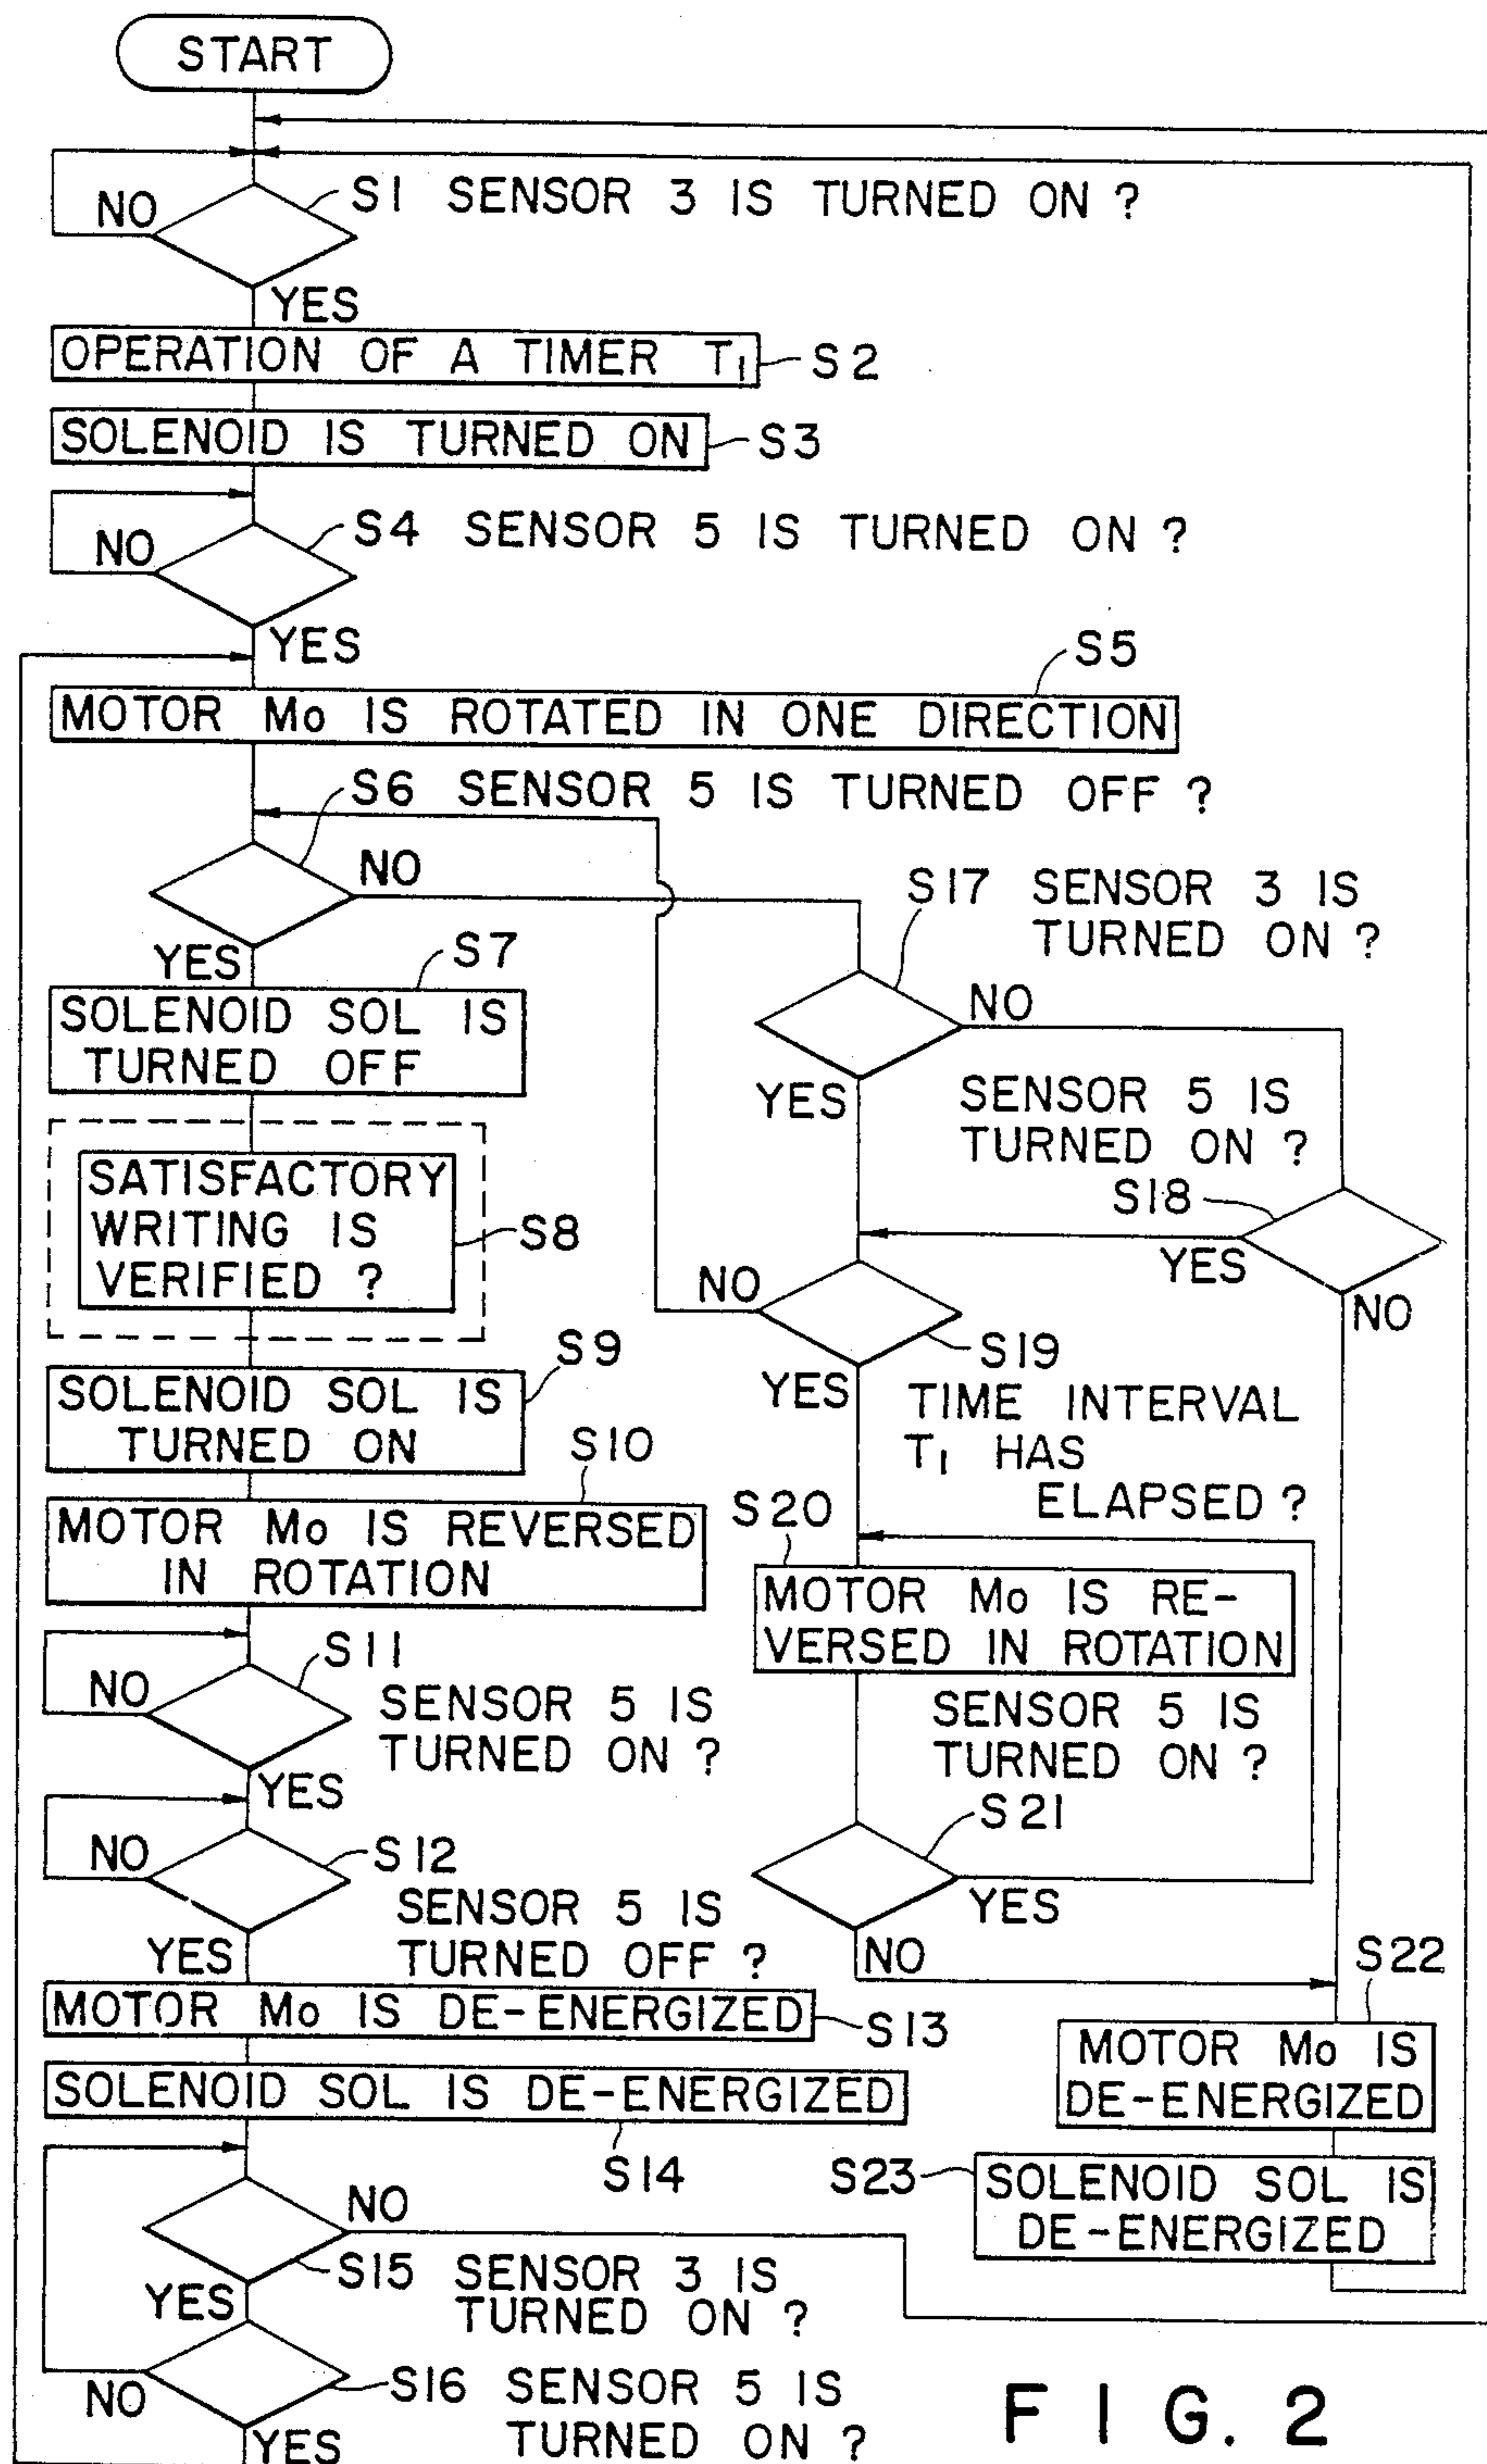 START
S1 SENSOR 3 IS TURNED ON ?
NO
YES
OPERATION OF A TIMER T1
S2
SOLENOID IS TURNED ON
S3
S4 SENSOR 5 IS TURNED ON ?
NO
YES
S5
MOTOR Mo IS ROTATED IN ONE DIRECTION
S6 SENSOR 5 IS TURNED OFF ?
NO
YES
S7
SOLENOID SOL IS
TURNED OFF
SATISFACTORY
WRITING IS
VERIFIED ?
S8
S9
SOLENOID SOL IS
TURNED ON
S10
MOTOR Mo IS REVERSED
IN ROTATION
S11
NO
SENSOR 5 IS
TURNED ON ?
YES
NO
S12
SENSOR 5 IS
TURNED OFF ?
YES
MOTOR Mo IS DE-ENERGIZED
S13
SOLENOID SOL IS DE-ENERGIZED
S14
NO
S15 SENSOR 3 IS
TURNED ON ?
YES
NO
S16 SENSOR 5 IS
TURNED ON ?
YES
S17 SENSOR 3 IS
TURNED ON ?
NO
YES
SENSOR 5 IS
TURNED ON ?
S18
YES
NO
NO
S19
YES
TIME INTERVAL
T1 HAS
ELAPSED ?
S20
MOTOR Mo IS RE-
VERSED IN ROTATION
SENSOR 5 IS
TURNED ON ?
S21
YES
NO
S22
MOTOR Mo IS
DE-ENERGIZED
S23
SOLENOID SOL IS
DE-ENERGIZED
FIG. 2